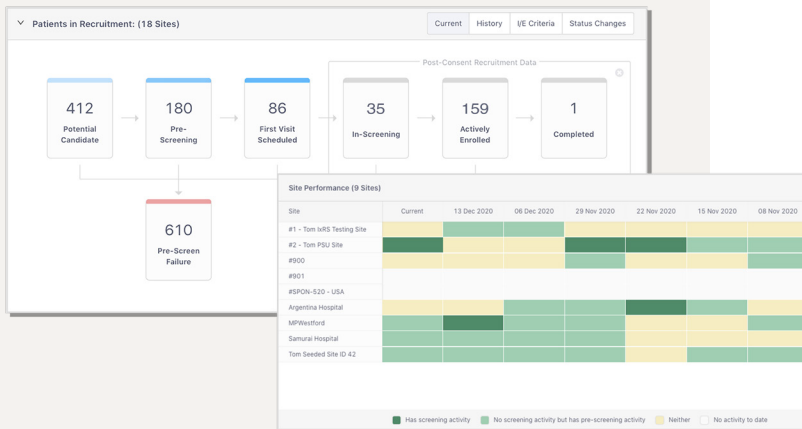 Patients in Recruitment: (18 Sites)
Current History I/E Criteria Status Changes
Post-Consent Recruitment Data
412
Potential
Candidate
180
Pre-
Screening
86
First Visit
Scheduled
35
In-Screening
159
Actively
Enrolled
1
Completed
610
Pre-Screen
Failure
Site Performance (9 Sites)
Site Current 13 Dec 2020 06 Dec 2020 29 Nov 2020 22 Nov 2020 15 Nov 2020 08 Nov 2020
#1 - Tom IxRS Testing Site
#2 - Tom PSU Site
#900
#901
#SPON-520 - USA
Argentina Hospital
MPWestford
Samurai Hospital
Tom Seeded Site ID 42
Has screening activity No screening activity but has pre-screening activity Neither No activity to date